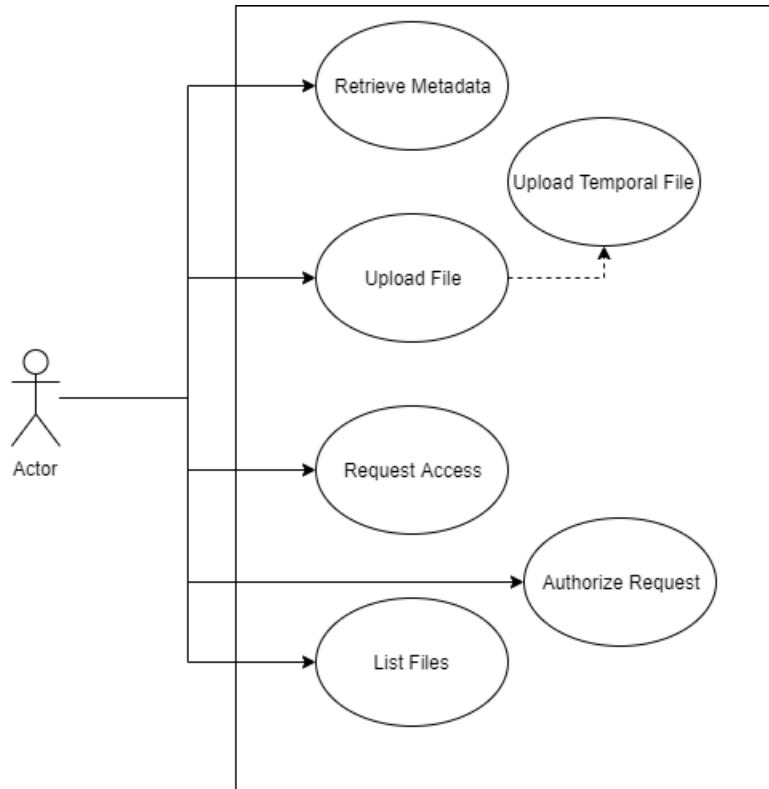 Retrieve Metadata
Upload Temporal File
Upload File
Actor
Request Access
Authorize Request
List Files